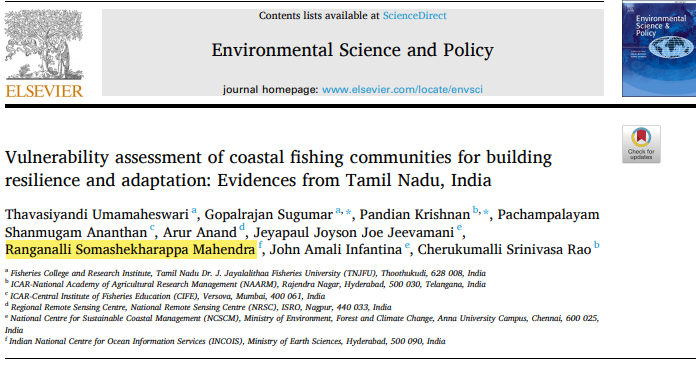 Contents lists available at ScienceDirect
Environmental Science and Policy
journal homepage: www.elsevier.com/locate/envsci
ELSEVIER
Environmental
Science &
Policy
Check for
updates
Vulnerability assessment of coastal fishing communities for building
resilience and adaptation: Evidences from Tamil Nadu, India
Thavasiyandi Umamaheswari a, Gopalrajan Sugumar a,*, Pandian Krishnan b,*, Pachampalayam
Shanmugam Ananthan c, Arur Anand d, Jeyapaul Joyson Joe Jeevamani e,
Ranganalli Somashekharappa Mahendra f, John Amali Infantina e, Cherukumalli Srinivasa Rao b
a Fisheries College and Research Institute, Tamil Nadu Dr. J. Jayalalithaa Fisheries University (TNJFU), Thoothukudi, 628 008, India
b ICAR-National Academy of Agricultural Research Management (NAARM), Rajendra Nagar, Hyderabad, 500 030, Telangana, India
c ICAR-Central Institute of Fisheries Education (CIFE), Versova, Mumbai, 400 061, India
d Regional Remote Sensing Centre, National Remote Sensing Centre (NRSC), ISRO, Nagpur, 440 033, India
e National Centre for Sustainable Coastal Management (NCSCM), Ministry of Environment, Forest and Climate Change, Anna University Campus, Chennai, 600 025,
India
f Indian National Centre for Ocean Information Services (INCOIS), Ministry of Earth Sciences, Hyderabad, 500 090, India